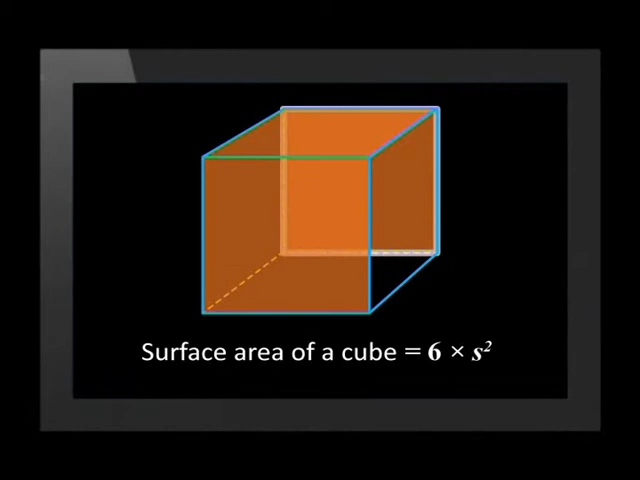 Surface area of a cube = 6 × s²